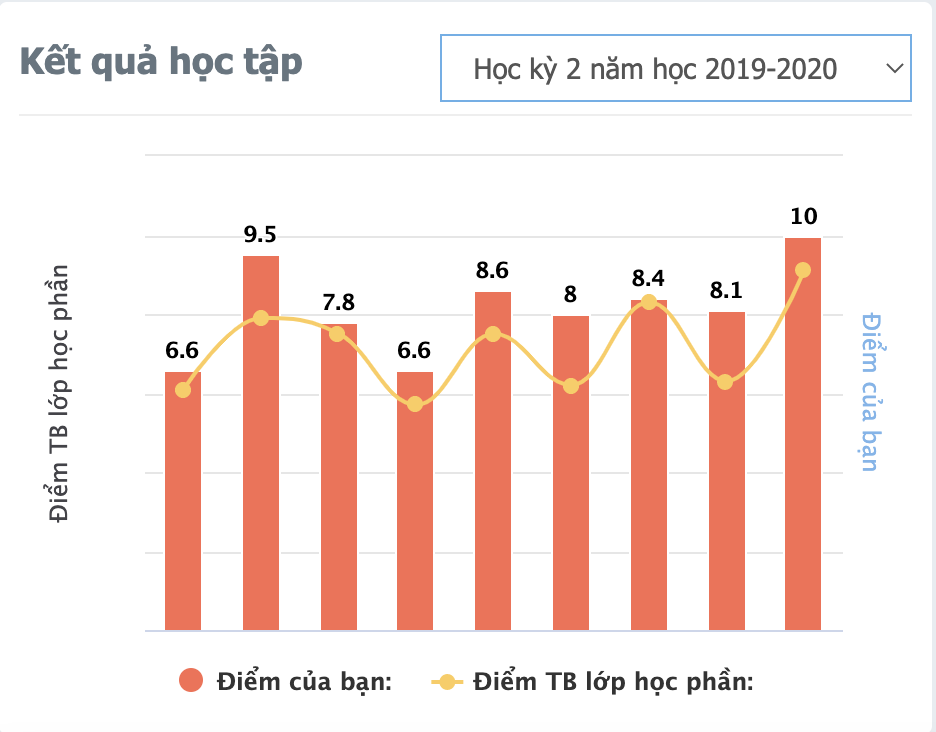 Kết quả học tập
Học kỳ 2 năm học 2019-2020
Điểm TB lớp học phần
6.6
9.5
7.8
6.6
8.6
8
8.4
8.1
10
Điểm của bạn
Điểm của bạn:
Điểm TB lớp học phần: